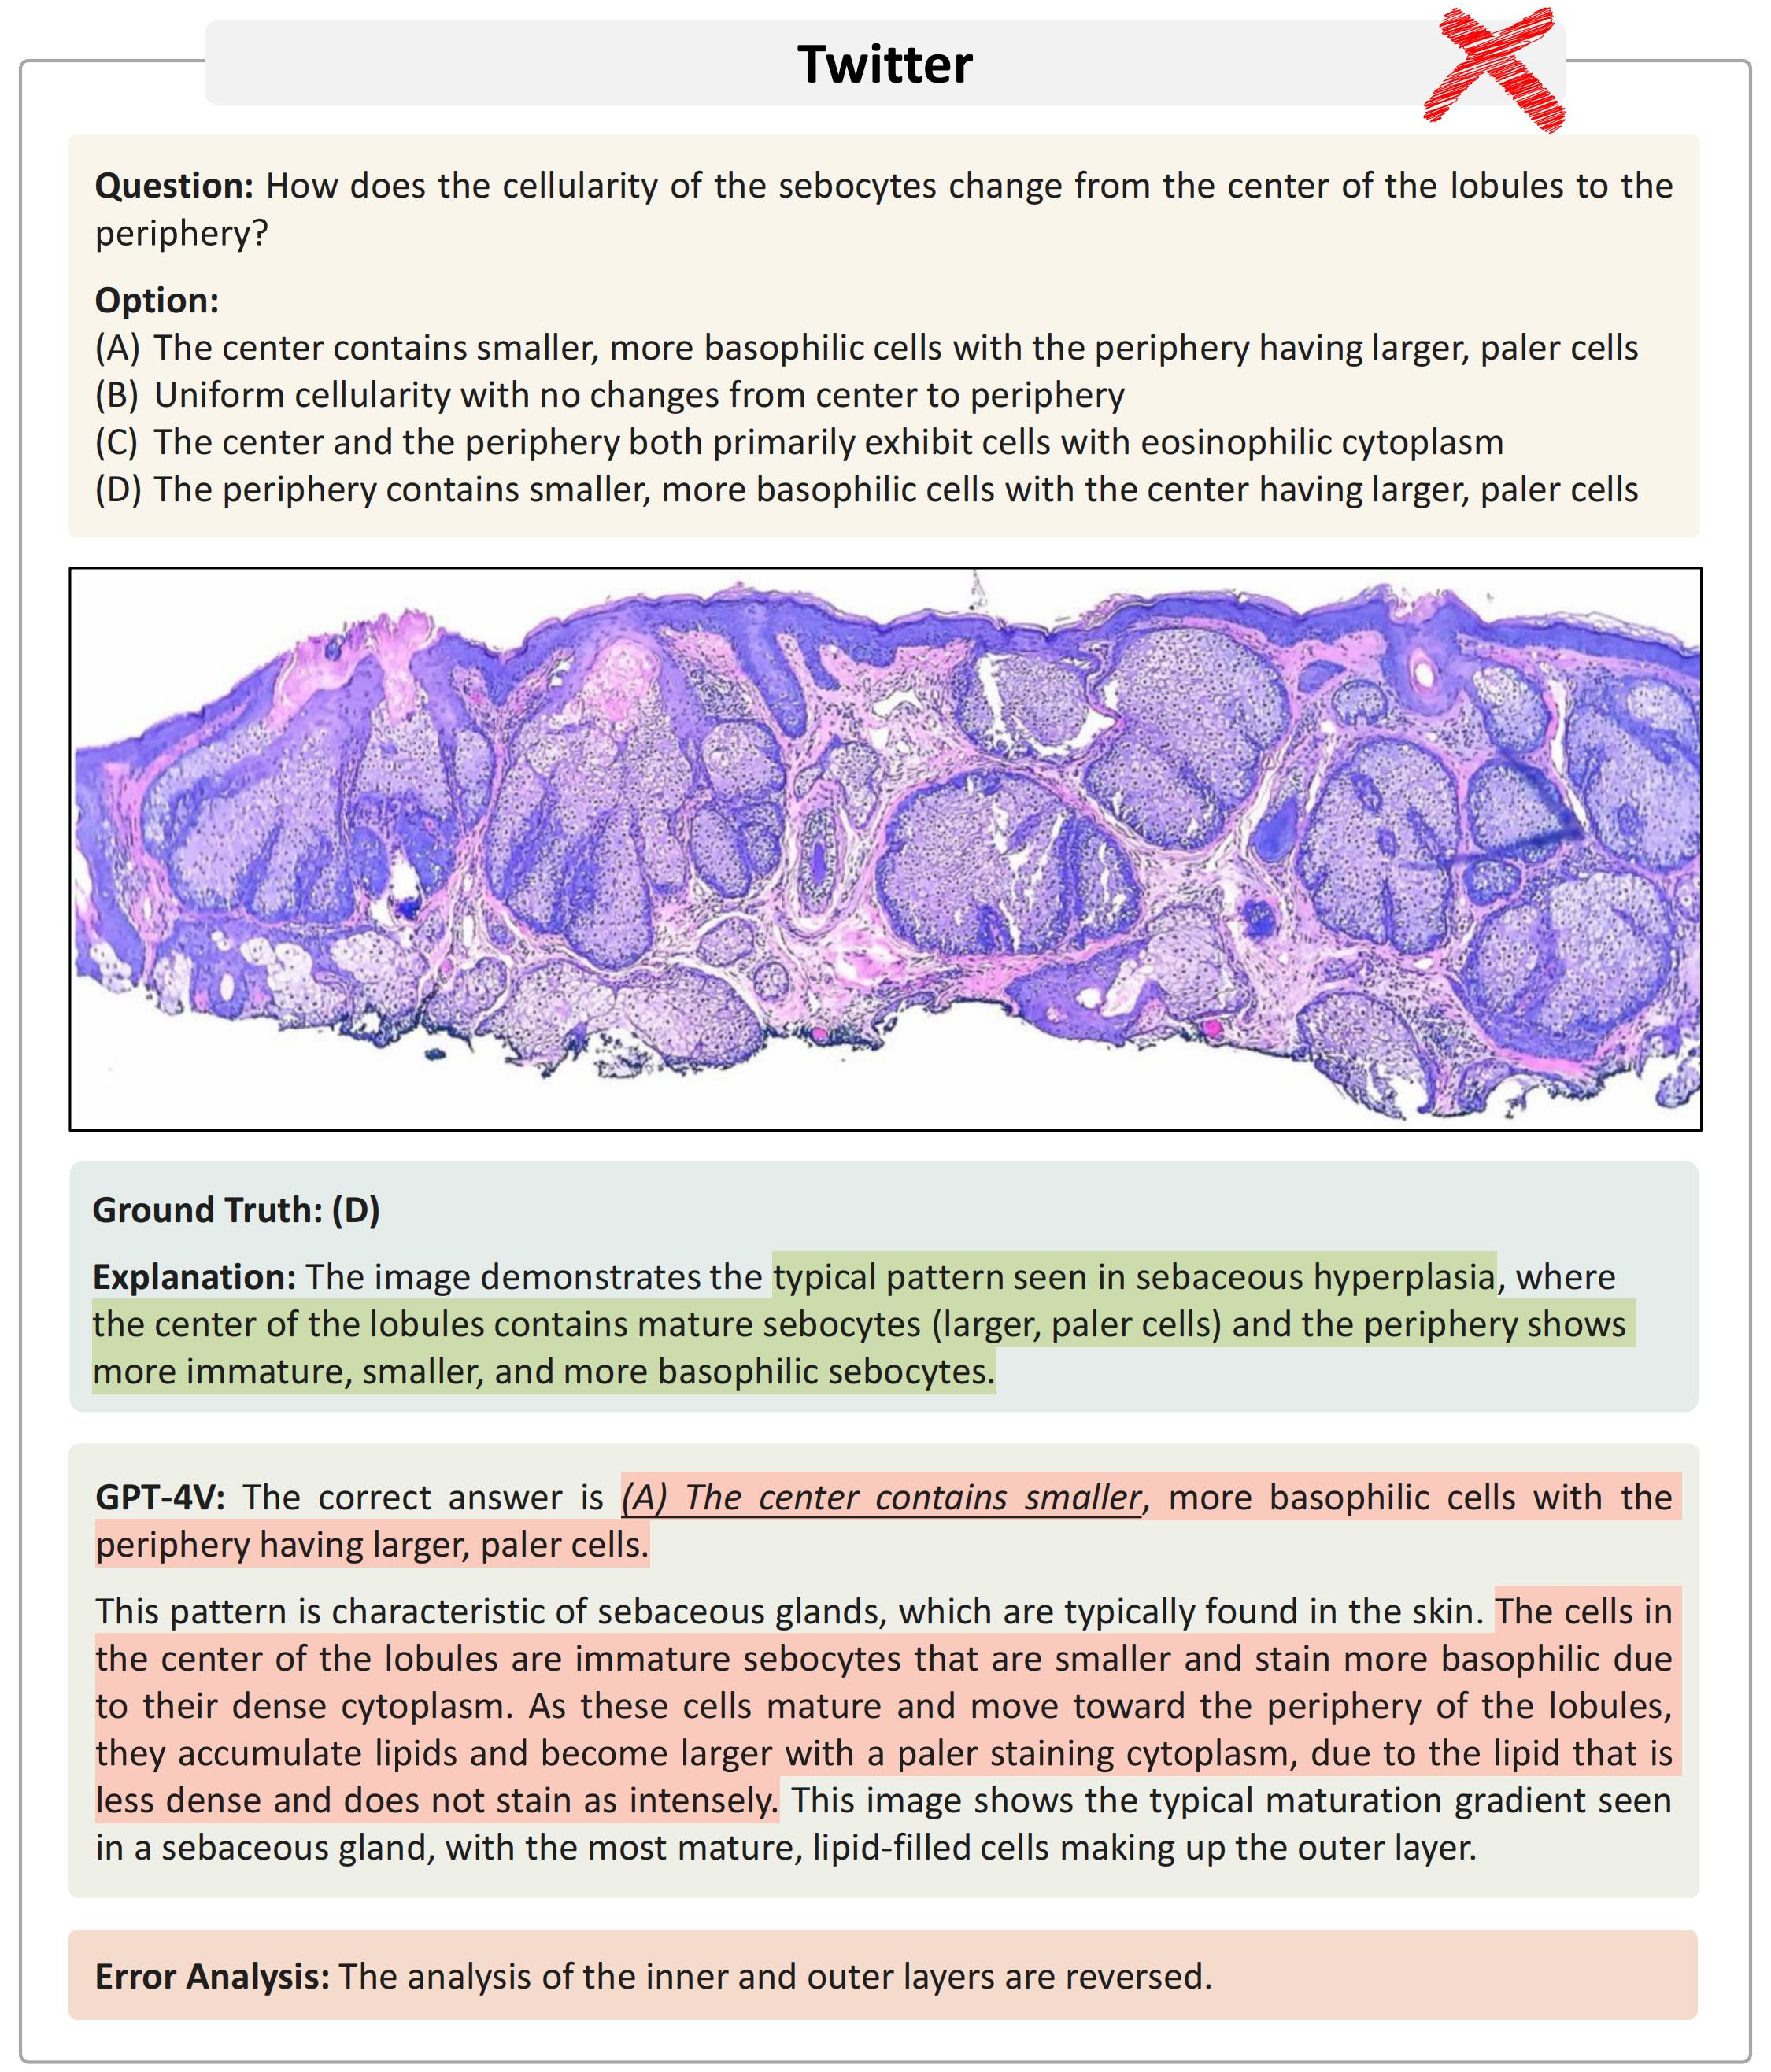 Twitter
Question: How does the cellularity of the sebocytes change from the center of the lobules to the
periphery?
Option:
(A) The center contains smaller, more basophilic cells with the periphery having larger, paler cells
(B) Uniform cellularity with no changes from center to periphery
(C) The center and the periphery both primarily exhibit cells with eosinophilic cytoplasm
(D) The periphery contains smaller, more basophilic cells with the center having larger, paler cells
Ground Truth: (D)
Explanation: The image demonstrates the typical pattern seen in sebaceous hyperplasia, where
the center of the lobules contains mature sebocytes (larger, paler cells) and the periphery shows
more immature, smaller, and more basophilic sebocytes.
GPT-4V: The correct answer is (A) The center contains smaller, more basophilic cells with the
periphery having larger, paler cells.
This pattern is characteristic of sebaceous glands, which are typically found in the skin. The cells in
the center of the lobules are immature sebocytes that are smaller and stain more basophilic due
to their dense cytoplasm. As these cells mature and move toward the periphery of the lobules,
they accumulate lipids and become larger with a paler staining cytoplasm, due to the lipid that is
less dense and does not stain as intensely. This image shows the typical maturation gradient seen
in a sebaceous gland, with the most mature, lipid-filled cells making up the outer layer.
Error Analysis: The analysis of the inner and outer layers are reversed.